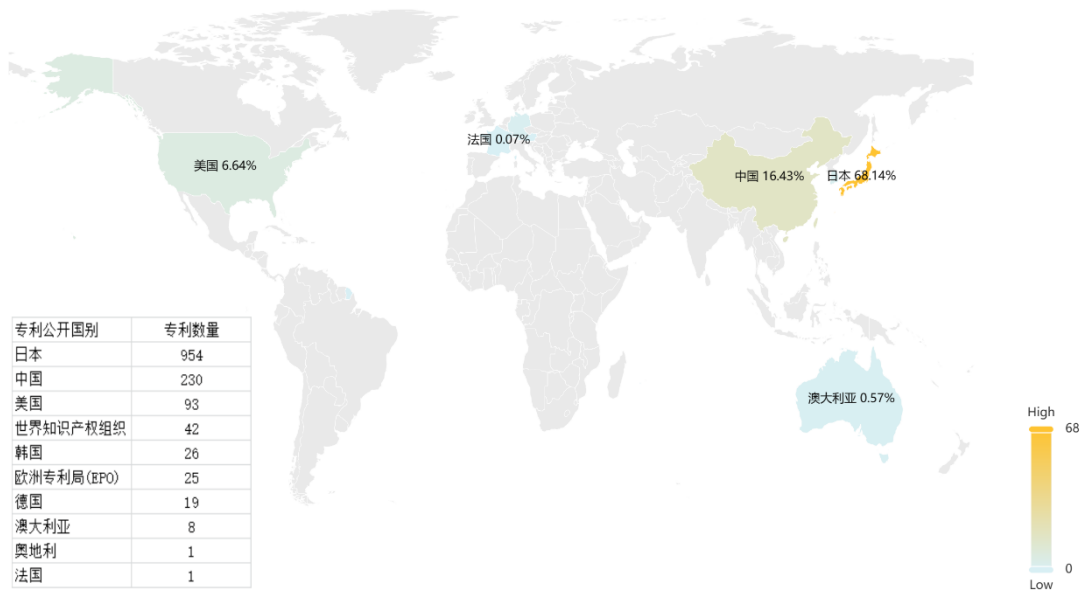 法国 0.07%
美国 6.64%
中国 16.43%
日本 68.14%
专利公开国别 专利数量
日本 954
中国 230
美国 93
世界知识产权组织 42
韩国 26
欧洲专利局(EPO) 25
德国 19
澳大利亚 8
奥地利 1
法国 1
澳大利亚 0.57%
High
68
0
Low